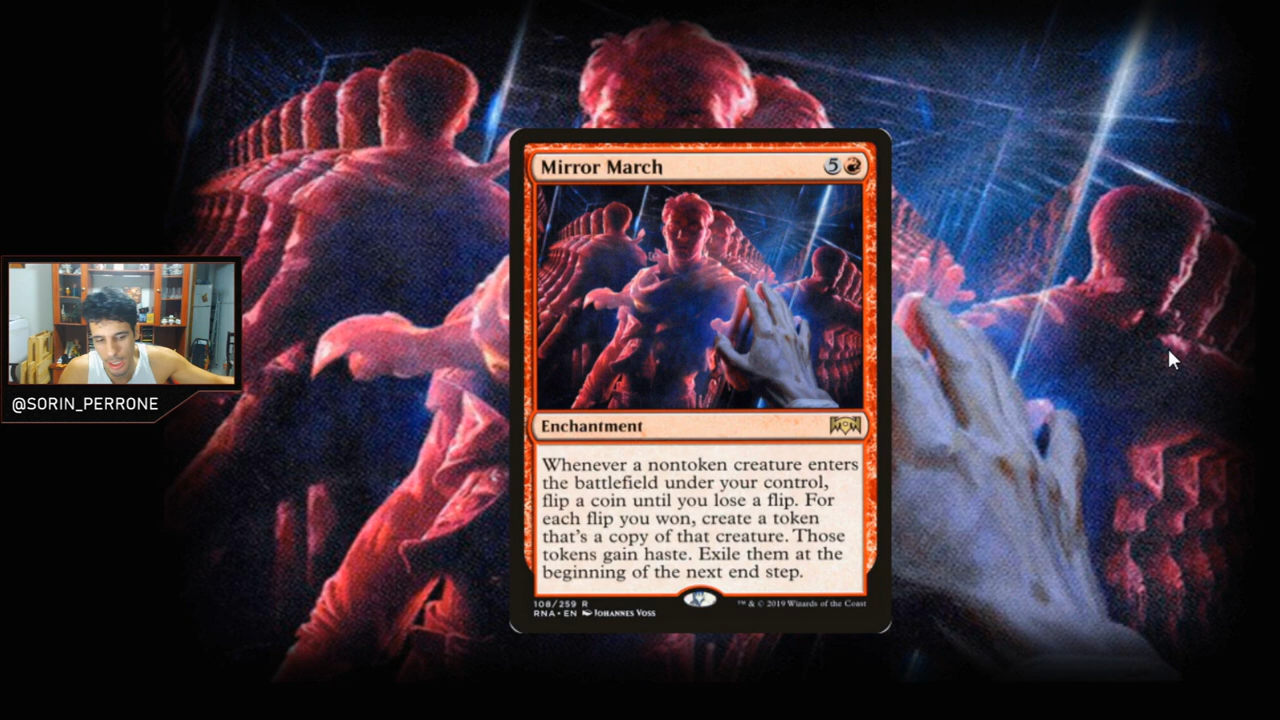 Mirror March 5
@SORIN_PERRONE
Enchantment
Whenever a nontoken creature enters
the battlefield under your control,
flip a coin until you lose a flip. For
each flip you won, create a token
that's a copy of that creature. Those
tokens gain haste. Exile them at the
beginning of the next end step.
108/259 R
RNA • EN Johannes Voss
™ & © 2019 Wizards of the Coast